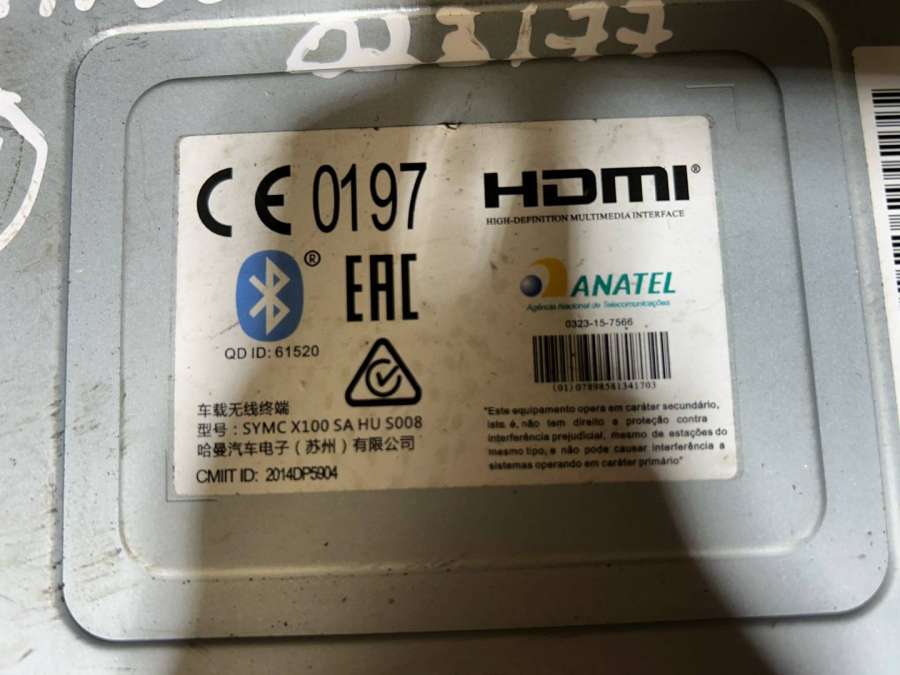 013177
CE 0197
HDMI®
HIGH-DEFINITION MULTIMEDIA INTERFACE
®
EAC
QD ID: 61520
ANATEL
Agência Nacional de Telecomunicações
0323-15-7566
(01)07898581341703
车载无线终端
型号：SYMC X100 SA HU S008
哈曼汽车电子（苏州）有限公司
CMIIT ID: 2014DP5904
"Este equipamento opera em caráter secundário,
isto é, não tem direito a proteção contra
interferência prejudicial, mesmo de estações do
mesmo tipo, e não pode causar interferência a
sistemas operando em caráter primário"